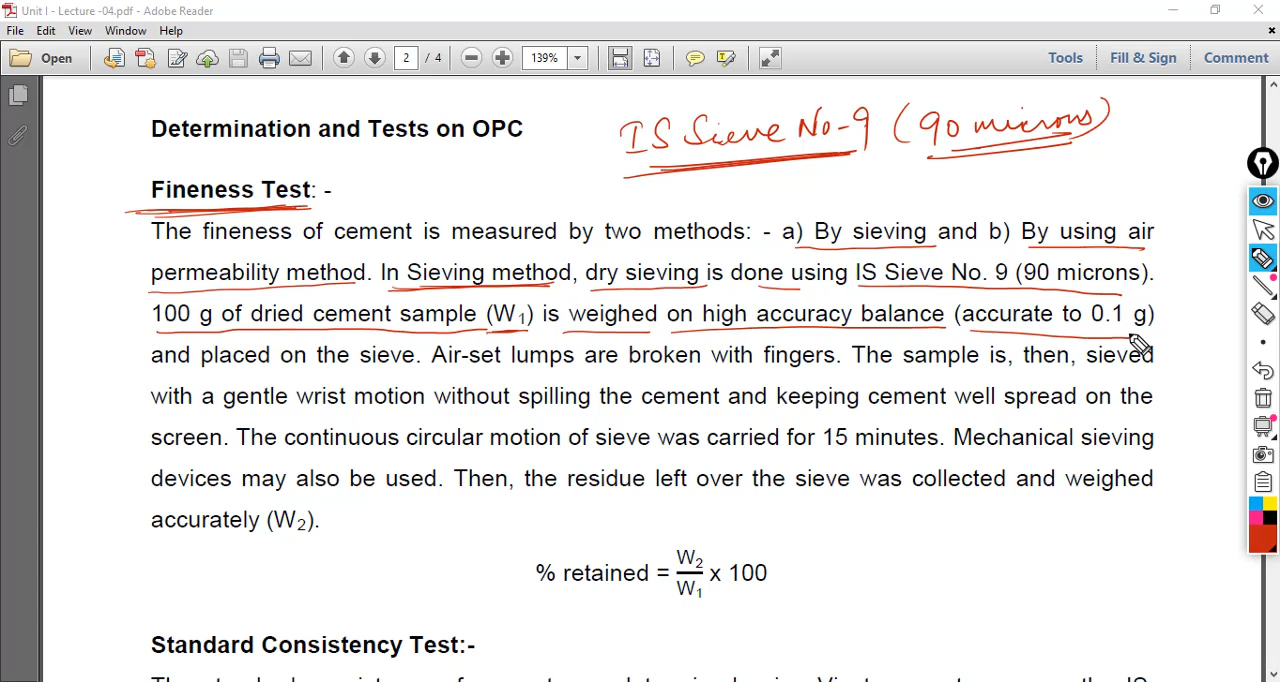 Unit I - Lecture -04.pdf - Adobe Reader
File Edit View Window Help
Open 2 / 4 139% Tools Fill & Sign Comment
Determination and Tests on OPC
IS Sieve No-9 (90 microns)
Fineness Test: -
The fineness of cement is measured by two methods: - a) By sieving and b) By using air
permeability method. In Sieving method, dry sieving is done using IS Sieve No. 9 (90 microns).
100 g of dried cement sample (W1) is weighed on high accuracy balance (accurate to 0.1 g)
and placed on the sieve. Air-set lumps are broken with fingers. The sample is, then, sieved
with a gentle wrist motion without spilling the cement and keeping cement well spread on the
screen. The continuous circular motion of sieve was carried for 15 minutes. Mechanical sieving
devices may also be used. Then, the residue left over the sieve was collected and weighed
accurately (W2).
% retained = W2/W1 x 100
Standard Consistency Test:-